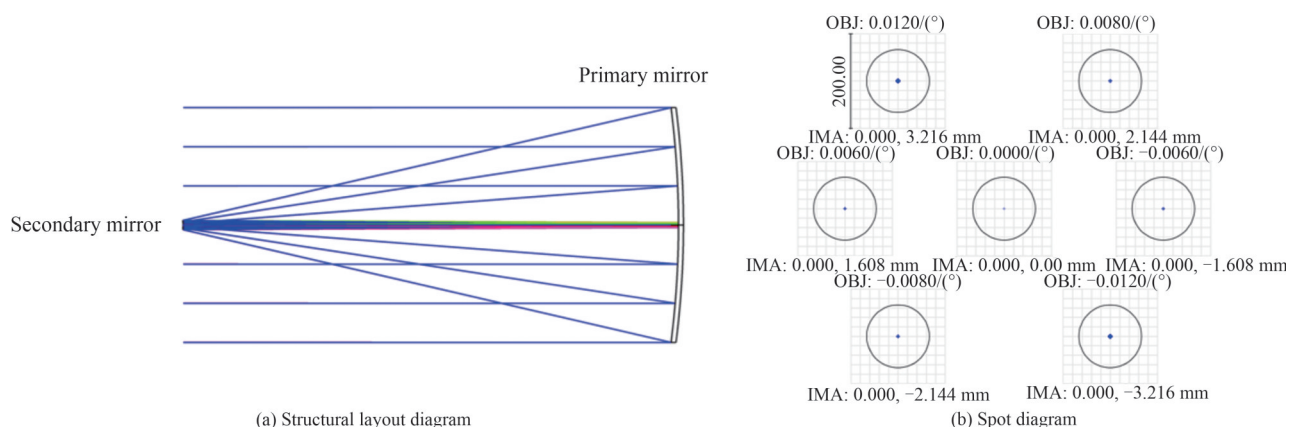 Primary mirror
Secondary mirror
(a) Structural layout diagram
OBJ: 0.0120/(°)
OBJ: 0.0080/(°)
200.00
IMA: 0.000, 3.216 mm
IMA: 0.000, 2.144 mm
OBJ: 0.0060/(°)
OBJ: 0.0000/(°)
OBJ: −0.0060/(°)
IMA: 0.000, 1.608 mm
IMA: 0.000, 0.00 mm
IMA: 0.000, −1.608 mm
OBJ: −0.0080/(°)
OBJ: −0.0120/(°)
IMA: 0.000, −2.144 mm
IMA: 0.000, −3.216 mm
(b) Spot diagram